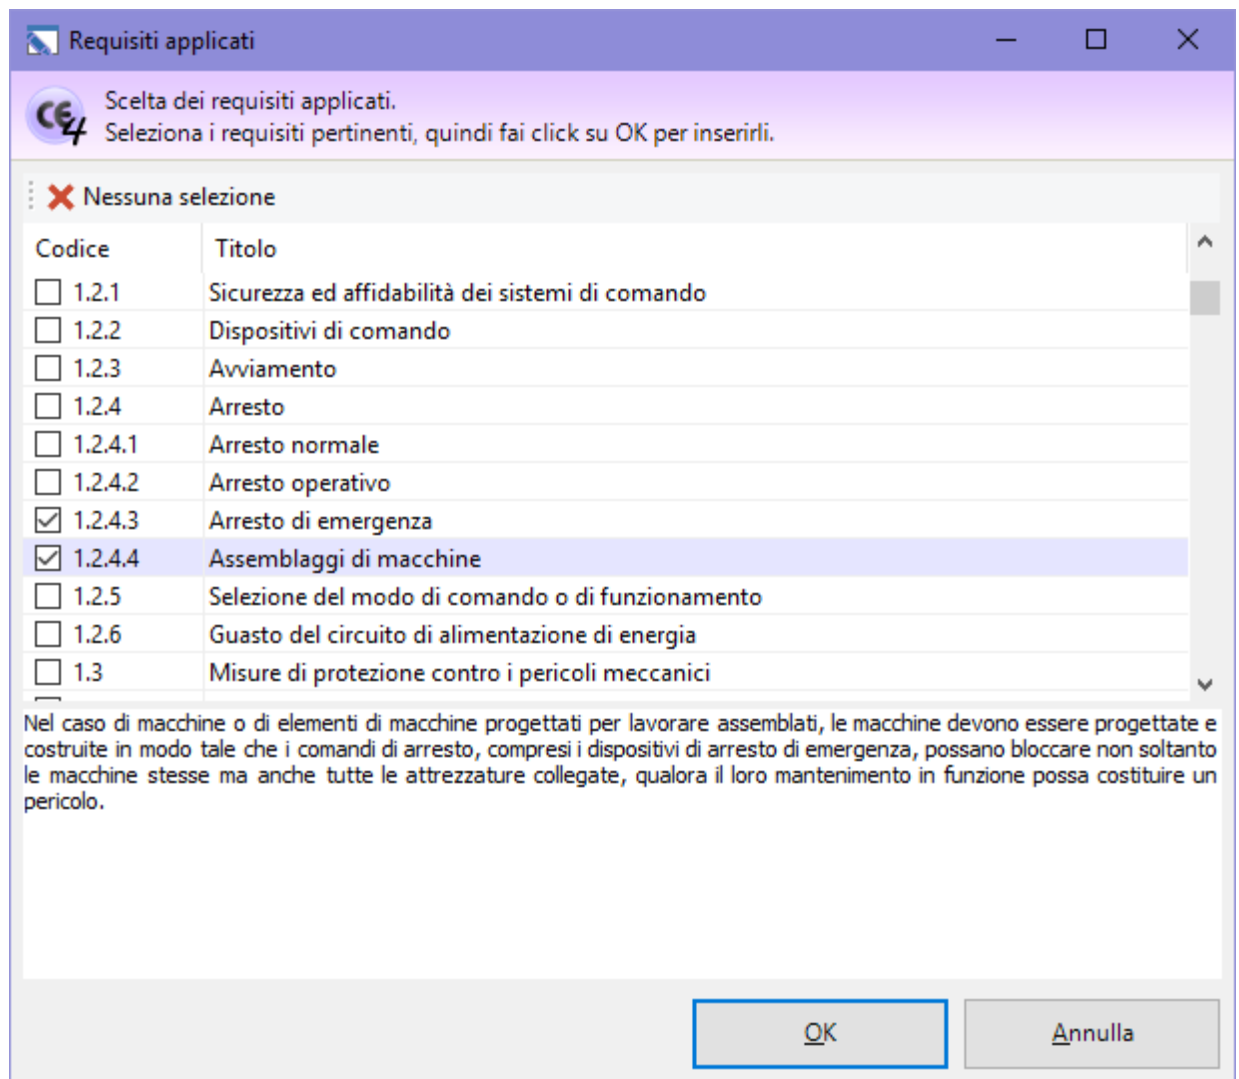 Requisiti applicati
CE4
Scelta dei requisiti applicati.
Seleziona i requisiti pertinenti, quindi fai click su OK per inserirli.
Nessuna selezione
Codice Titolo
1.2.1 Sicurezza ed affidabilità dei sistemi di comando
1.2.2 Dispositivi di comando
1.2.3 Avviamento
1.2.4 Arresto
1.2.4.1 Arresto normale
1.2.4.2 Arresto operativo
1.2.4.3 Arresto di emergenza
1.2.4.4 Assemblaggi di macchine
1.2.5 Selezione del modo di comando o di funzionamento
1.2.6 Guasto del circuito di alimentazione di energia
1.3 Misure di protezione contro i pericoli meccanici
Nel caso di macchine o di elementi di macchine progettati per lavorare assemblati, le macchine devono essere progettate e
costruite in modo tale che i comandi di arresto, compresi i dispositivi di arresto di emergenza, possano bloccare non soltanto
le macchine stesse ma anche tutte le attrezzature collegate, qualora il loro mantenimento in funzione possa costituire un
pericolo.
OK Annulla